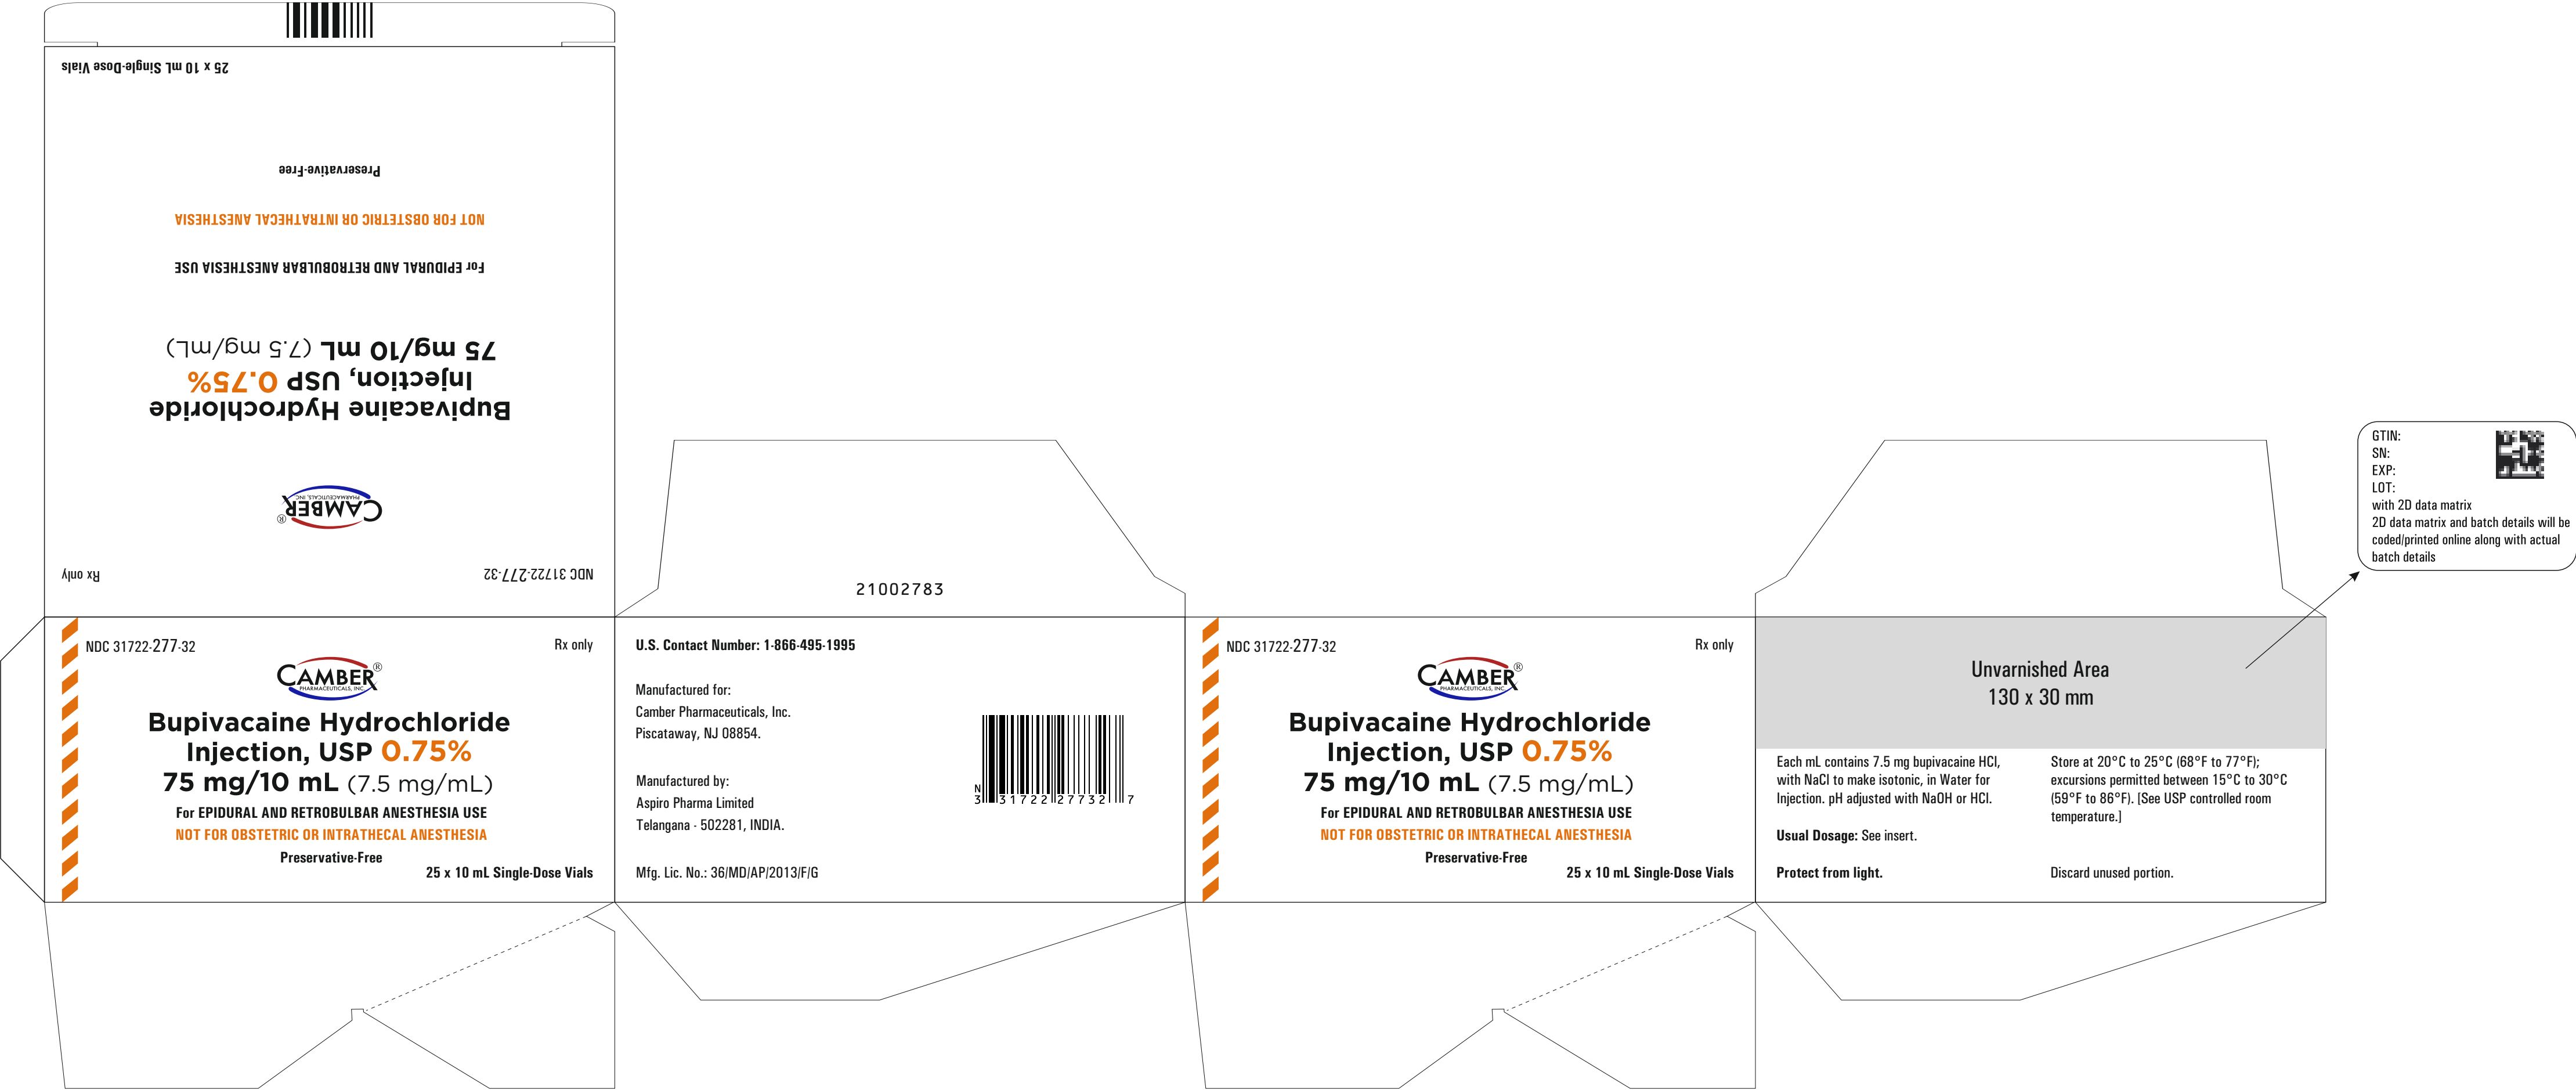 25 x 10 mL Single-Dose Vials
Preservative-Free
NOT FOR OBSTETRIC OR INTRATHECAL ANESTHESIA
For EPIDURAL AND RETROBULBAR ANESTHESIA USE
75 mg/10 mL (7.5 mg/mL)
Injection, USP 0.75%
Bupivacaine Hydrochloride
CAMBER®
PHARMACEUTICALS, INC.
NDC 31722-277-32
Rx only
NDC 31722-277-32
Rx only
CAMBER®
PHARMACEUTICALS, INC.
Bupivacaine Hydrochloride
Injection, USP 0.75%
75 mg/10 mL (7.5 mg/mL)
For EPIDURAL AND RETROBULBAR ANESTHESIA USE
NOT FOR OBSTETRIC OR INTRATHECAL ANESTHESIA
Preservative-Free
25 x 10 mL Single-Dose Vials
21002783
U.S. Contact Number: 1-866-495-1995
Manufactured for:
Camber Pharmaceuticals, Inc.
Piscataway, NJ 08854.
Manufactured by:
Aspiro Pharma Limited
Telangana - 502281, INDIA.
Mfg. Lic. No.: 36/MD/AP/2013/F/G
N
3 31722 27732 7
NDC 31722-277-32
Rx only
CAMBER®
PHARMACEUTICALS, INC.
Bupivacaine Hydrochloride
Injection, USP 0.75%
75 mg/10 mL (7.5 mg/mL)
For EPIDURAL AND RETROBULBAR ANESTHESIA USE
NOT FOR OBSTETRIC OR INTRATHECAL ANESTHESIA
Preservative-Free
25 x 10 mL Single-Dose Vials
Unvarnished Area
130 x 30 mm
Each mL contains 7.5 mg bupivacaine HCl,
with NaCl to make isotonic, in Water for
Injection. pH adjusted with NaOH or HCl.
Usual Dosage: See insert.
Protect from light.
Store at 20°C to 25°C (68°F to 77°F);
excursions permitted between 15°C to 30°C
(59°F to 86°F). [See USP controlled room
temperature.]
Discard unused portion.
GTIN:
SN:
EXP:
LOT:
with 2D data matrix
2D data matrix and batch details will be
coded/printed online along with actual
batch details